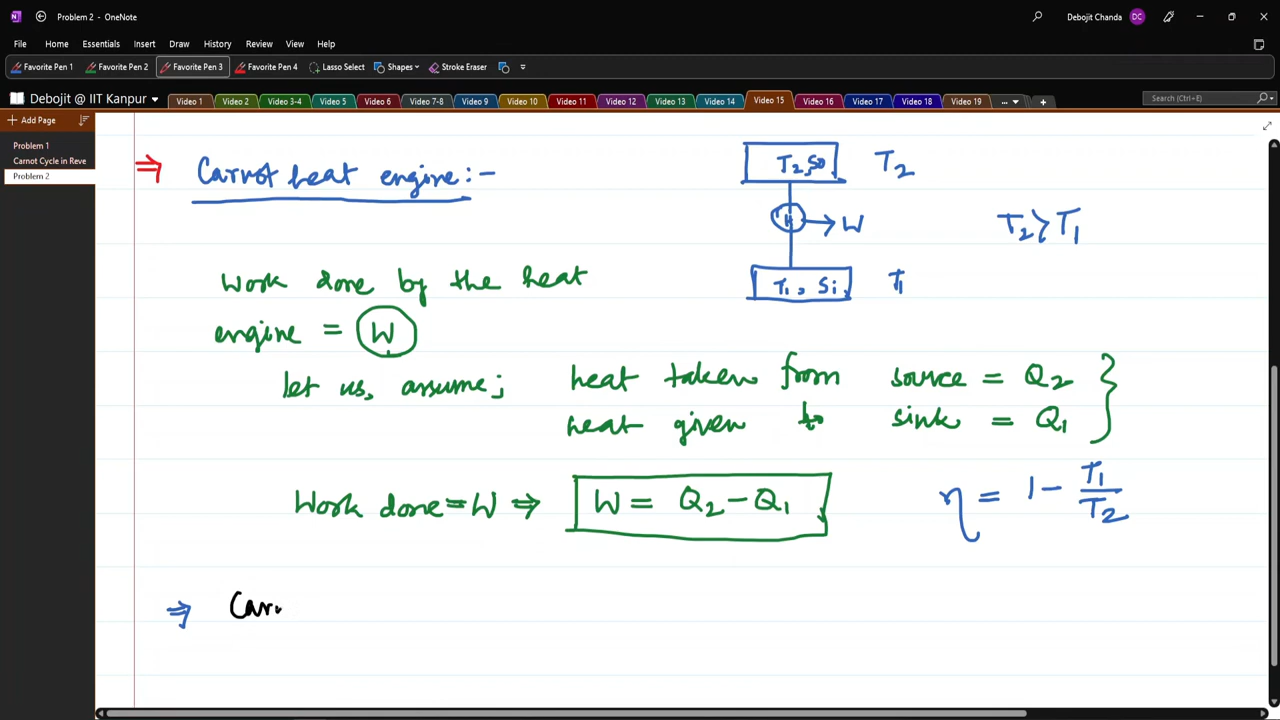 Problem 2 - OneNote
Debojit Chanda DC
File Home Essentials Insert Draw History Review View Help
Favorite Pen 1 Favorite Pen 2 Favorite Pen 3 Favorite Pen 4 Lasso Select Shapes Stroke Eraser
Debojit @ IIT Kanpur Video 1 Video 2 Video 3-4 Video 5 Video 6 Video 7-8 Video 9 Video 10 Video 11 Video 12 Video 13 Video 14 Video 15 Video 16 Video 17 Video 18 Video 19 ... Search (Ctrl+E)
Add Page
Problem 1
Carnot Cycle in Reve
Problem 2
⇒ Carnot heat engine:-
T2, So T2
H → W
T2 > T1
T1, Si T1
Work done by the heat
engine = W
let us, assume; heat taken from source = Q2
heat given to sink = Q1
Work done = W ⇒ W = Q2 - Q1
η = 1 - T1/T2
⇒ Car